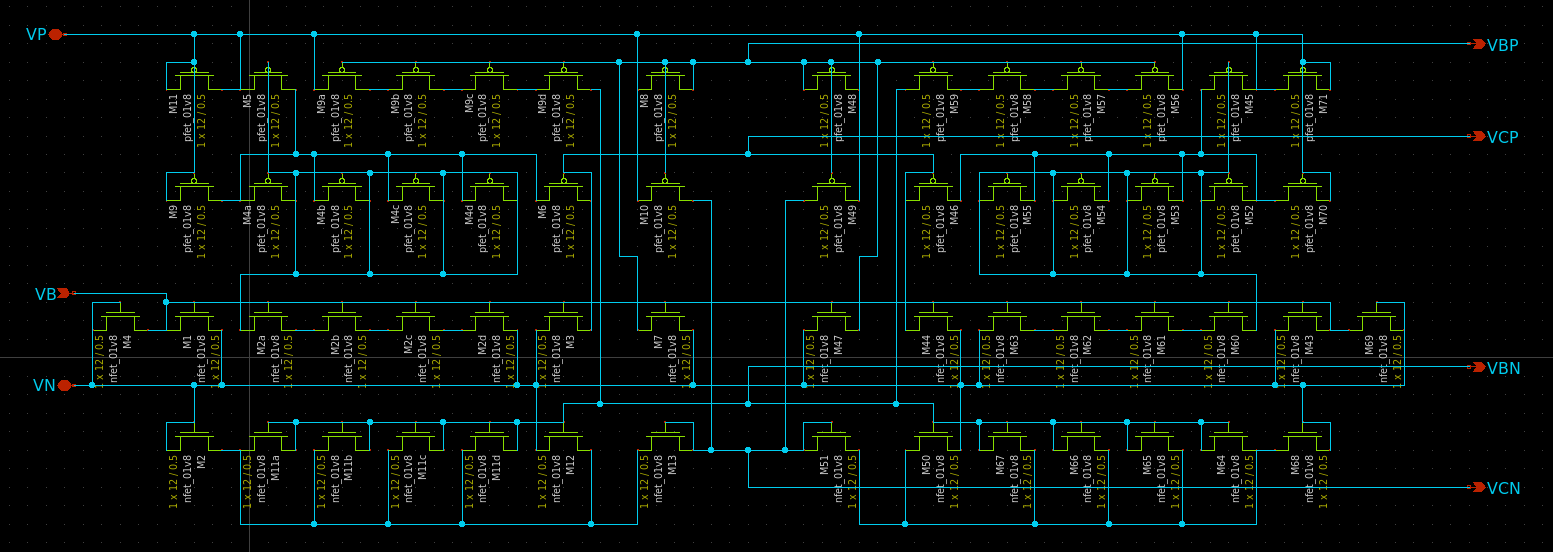 VP
VBP
M11
pfet_01v8
1 x 12 / 0.5
M5
pfet_01v8
1 x 12 / 0.5
M9a
pfet_01v8
1 x 12 / 0.5
M9b
pfet_01v8
1 x 12 / 0.5
M9c
pfet_01v8
1 x 12 / 0.5
M9d
pfet_01v8
1 x 12 / 0.5
M8
pfet_01v8
1 x 12 / 0.5
M48
pfet_01v8
1 x 12 / 0.5
M59
pfet_01v8
1 x 12 / 0.5
M58
pfet_01v8
1 x 12 / 0.5
M57
pfet_01v8
1 x 12 / 0.5
M56
pfet_01v8
1 x 12 / 0.5
M45
pfet_01v8
1 x 12 / 0.5
M71
pfet_01v8
1 x 12 / 0.5
VCP
M9
pfet_01v8
1 x 12 / 0.5
M4a
pfet_01v8
1 x 12 / 0.5
M4b
pfet_01v8
1 x 12 / 0.5
M4c
pfet_01v8
1 x 12 / 0.5
M4d
pfet_01v8
1 x 12 / 0.5
M6
pfet_01v8
1 x 12 / 0.5
M10
pfet_01v8
1 x 12 / 0.5
M49
pfet_01v8
1 x 12 / 0.5
M46
pfet_01v8
1 x 12 / 0.5
M55
pfet_01v8
1 x 12 / 0.5
M54
pfet_01v8
1 x 12 / 0.5
M53
pfet_01v8
1 x 12 / 0.5
M52
pfet_01v8
1 x 12 / 0.5
M70
pfet_01v8
1 x 12 / 0.5
VB
M4
nfet_01v8
1 x 12 / 0.5
M1
nfet_01v8
1 x 12 / 0.5
M2a
nfet_01v8
1 x 12 / 0.5
M2b
nfet_01v8
1 x 12 / 0.5
M2c
nfet_01v8
1 x 12 / 0.5
M2d
nfet_01v8
1 x 12 / 0.5
M3
nfet_01v8
1 x 12 / 0.5
M7
nfet_01v8
1 x 12 / 0.5
M47
nfet_01v8
1 x 12 / 0.5
M44
nfet_01v8
1 x 12 / 0.5
M63
nfet_01v8
1 x 12 / 0.5
M62
nfet_01v8
1 x 12 / 0.5
M61
nfet_01v8
1 x 12 / 0.5
M60
nfet_01v8
1 x 12 / 0.5
M43
nfet_01v8
1 x 12 / 0.5
M69
nfet_01v8
1 x 12 / 0.5
VBN
VN
M2
nfet_01v8
1 x 12 / 0.5
M11a
nfet_01v8
1 x 12 / 0.5
M11b
nfet_01v8
1 x 12 / 0.5
M11c
nfet_01v8
1 x 12 / 0.5
M11d
nfet_01v8
1 x 12 / 0.5
M12
nfet_01v8
1 x 12 / 0.5
M13
nfet_01v8
1 x 12 / 0.5
M51
nfet_01v8
1 x 12 / 0.5
M50
nfet_01v8
1 x 12 / 0.5
M67
nfet_01v8
1 x 12 / 0.5
M66
nfet_01v8
1 x 12 / 0.5
M65
nfet_01v8
1 x 12 / 0.5
M64
nfet_01v8
1 x 12 / 0.5
M68
nfet_01v8
1 x 12 / 0.5
VCN